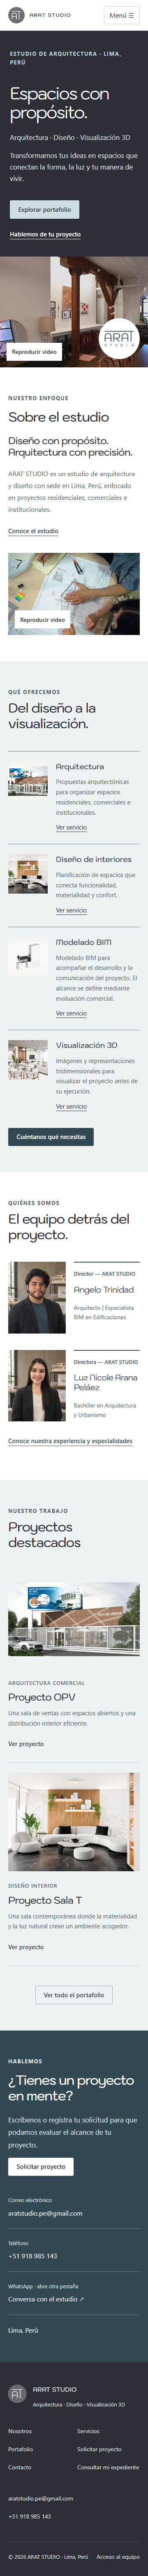 ARAT STUDIO
Menú ☰
ESTUDIO DE ARQUITECTURA · LIMA,
PERÚ
Espacios con
propósito.
Arquitectura · Diseño · Visualización 3D
Transformamos tus ideas en espacios que
conectan la forma, la luz y tu manera de
vivir.
Explorar portafolio
Hablemos de tu proyecto
ARAT
STUDIO
Reproducir video
NUESTRO ENFOQUE
Sobre el estudio
Diseño con propósito.
Arquitectura con precisión.
ARAT STUDIO es un estudio de arquitectura
y diseño con sede en Lima, Perú, enfocado
en proyectos residenciales, comerciales e
institucionales.
Conoce el estudio
Reproducir video
QUÉ OFRECEMOS
Del diseño a la
visualización.
Arquitectura
Propuestas arquitectónicas
para organizar espacios
residenciales, comerciales e
institucionales.
Ver servicio
Diseño de interiores
Planificación de espacios que
conecta funcionalidad,
materialidad y confort.
Ver servicio
Modelado BIM
Modelado BIM para
acompañar el desarrollo y la
comunicación del proyecto. El
alcance se define mediante
evaluación comercial.
Ver servicio
Visualización 3D
Imágenes y representaciones
tridimensionales para
visualizar el proyecto antes de
su ejecución.
Ver servicio
Cuéntanos qué necesitas
QUIÉNES SOMOS
El equipo detrás del
proyecto.
Director — ARAT STUDIO
Angelo Trinidad
Arquitecto | Especialista
BIM en Edificaciones
Directora — ARAT STUDIO
Luz Nicole Arana
Peláez
Bachiller en Arquitectura
y Urbanismo
Conoce nuestra experiencia y especialidades
NUESTRO TRABAJO
Proyectos
destacados
ARQUITECTURA COMERCIAL
Proyecto OPV
Una sala de ventas con espacios abiertos y una
distribución interior eficiente.
Ver proyecto
DISEÑO INTERIOR
Proyecto Sala T
Una sala contemporánea donde la materialidad
y la luz natural crean un ambiente acogedor.
Ver proyecto
Ver todo el portafolio
HABLEMOS
¿Tienes un proyecto
en mente?
Escríbenos o registra tu solicitud para que
podamos evaluar el alcance de tu
proyecto.
Solicitar proyecto
Correo electrónico
aratstudio.pe@gmail.com
Teléfono
+51 918 985 143
WhatsApp · abre otra pestaña
Conversa con el estudio ↗
Lima, Perú
ARAT STUDIO
Arquitectura · Diseño · Visualización 3D
Nosotros
Servicios
Portafolio
Solicitar proyecto
Contacto
Consultar mi expediente
aratstudio.pe@gmail.com
+51 918 985 143
© 2026 ARAT STUDIO · Lima, Perú
Acceso al equipo